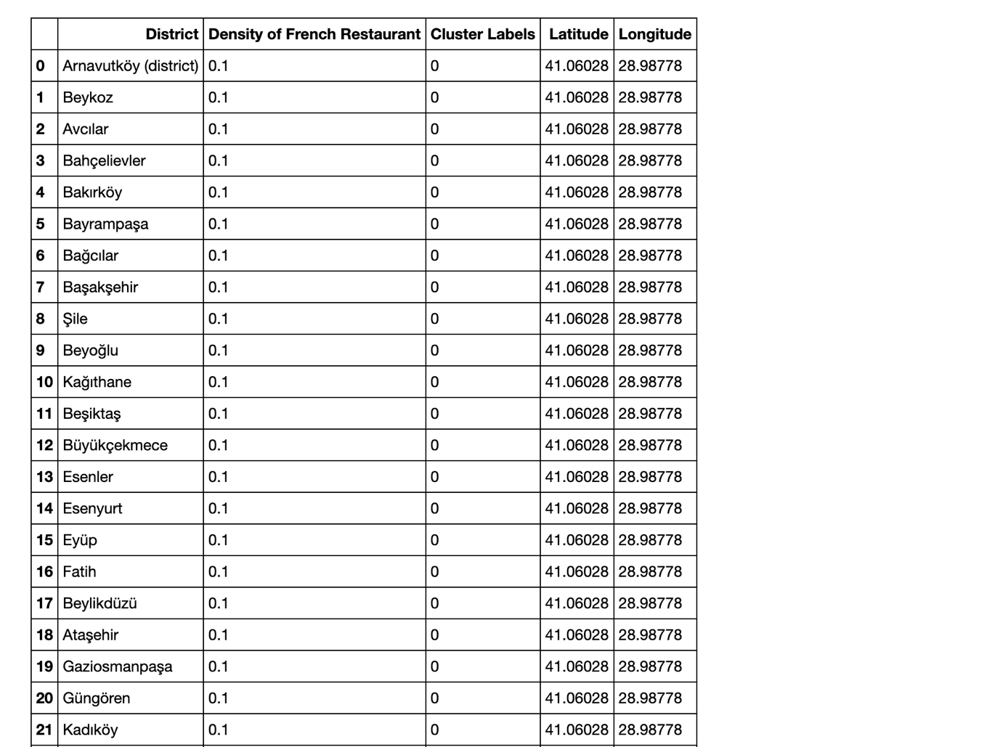 District Density of French Restaurant Cluster Labels Latitude Longitude
0 Arnavutköy (district) 0.1 0 41.06028 28.98778
1 Beykoz 0.1 0 41.06028 28.98778
2 Avcılar 0.1 0 41.06028 28.98778
3 Bahçelievler 0.1 0 41.06028 28.98778
4 Bakırköy 0.1 0 41.06028 28.98778
5 Bayrampaşa 0.1 0 41.06028 28.98778
6 Bağcılar 0.1 0 41.06028 28.98778
7 Başakşehir 0.1 0 41.06028 28.98778
8 Şile 0.1 0 41.06028 28.98778
9 Beyoğlu 0.1 0 41.06028 28.98778
10 Kağıthane 0.1 0 41.06028 28.98778
11 Beşiktaş 0.1 0 41.06028 28.98778
12 Büyükçekmece 0.1 0 41.06028 28.98778
13 Esenler 0.1 0 41.06028 28.98778
14 Esenyurt 0.1 0 41.06028 28.98778
15 Eyüp 0.1 0 41.06028 28.98778
16 Fatih 0.1 0 41.06028 28.98778
17 Beylikdüzü 0.1 0 41.06028 28.98778
18 Ataşehir 0.1 0 41.06028 28.98778
19 Gaziosmanpaşa 0.1 0 41.06028 28.98778
20 Güngören 0.1 0 41.06028 28.98778
21 Kadıköy 0.1 0 41.06028 28.98778